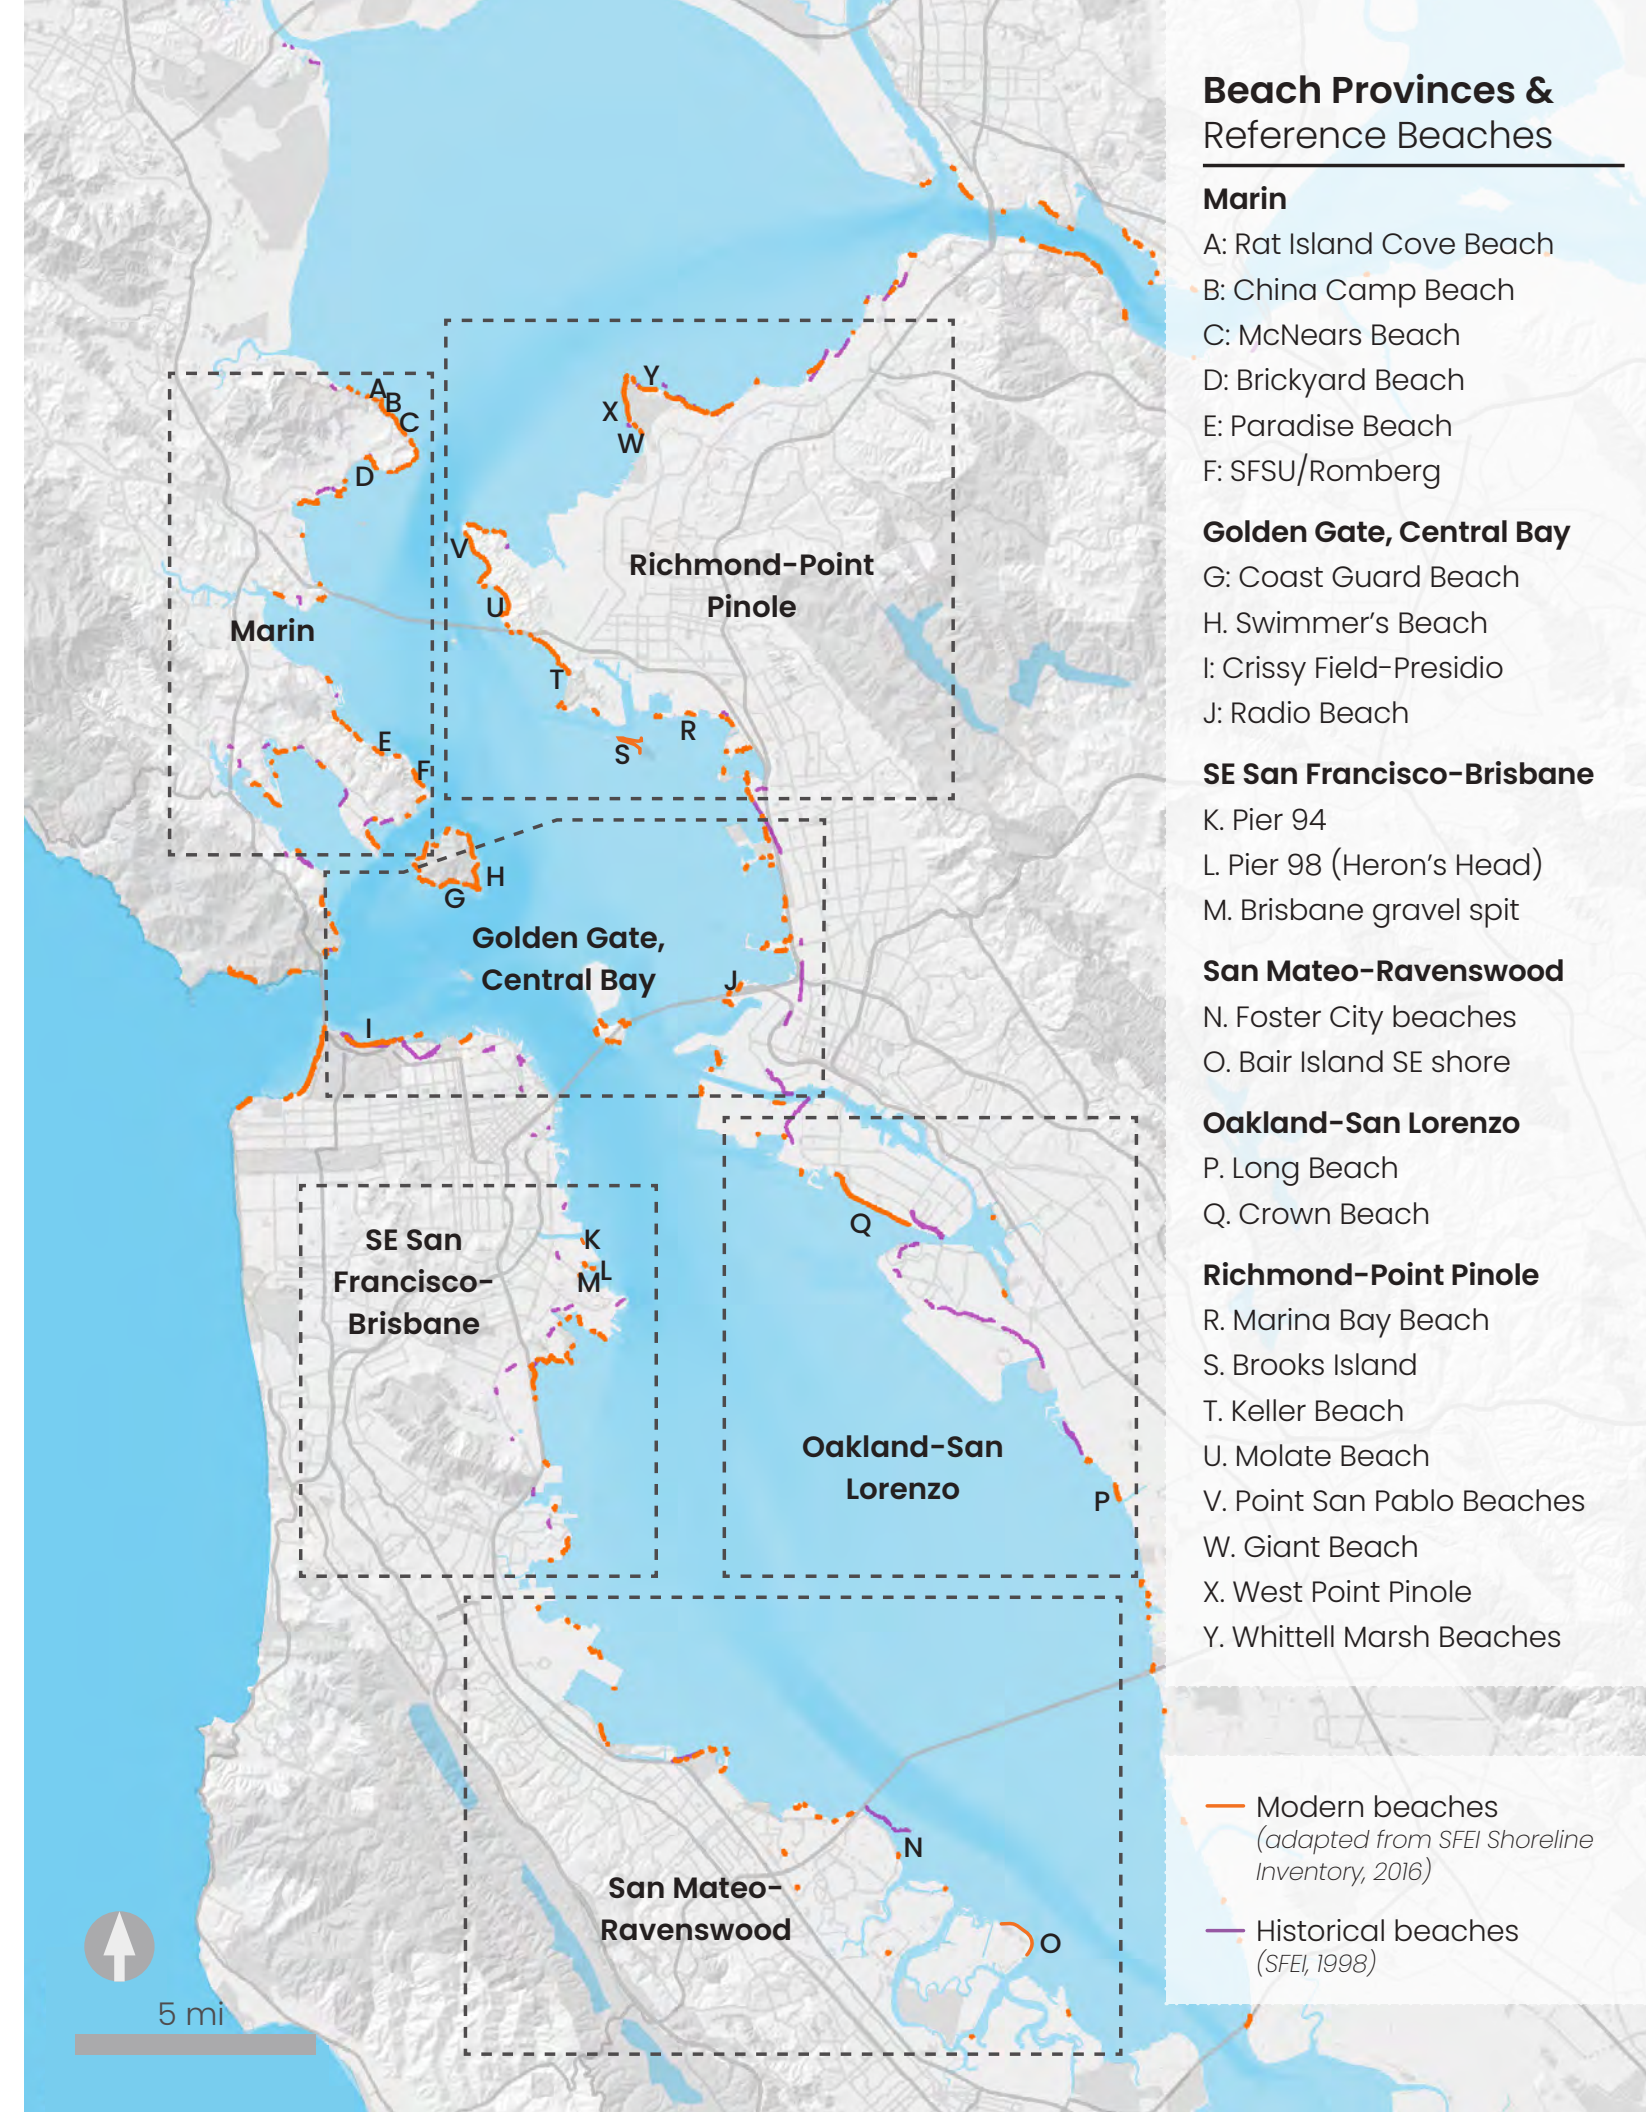 Beach Provinces &
Reference Beaches
Marin
A: Rat Island Cove Beach
B: China Camp Beach
C: McNears Beach
D: Brickyard Beach
E: Paradise Beach
F: SFSU/Romberg
Golden Gate, Central Bay
G: Coast Guard Beach
H. Swimmer's Beach
I: Crissy Field-Presidio
J: Radio Beach
SE San Francisco-Brisbane
K. Pier 94
L. Pier 98 (Heron's Head)
M. Brisbane gravel spit
San Mateo-Ravenswood
N. Foster City beaches
O. Bair Island SE shore
Oakland-San Lorenzo
P. Long Beach
Q. Crown Beach
Richmond-Point Pinole
R. Marina Bay Beach
S. Brooks Island
T. Keller Beach
U. Molate Beach
V. Point San Pablo Beaches
W. Giant Beach
X. West Point Pinole
Y. Whittell Marsh Beaches
Modern beaches
(adapted from SFEI Shoreline
Inventory, 2016)
Historical beaches
(SFEI, 1998)
A
B
C
D
Y
X
W
V
Richmond-Point
Pinole
U
Marin
T
R
S
E
F
H
G
Golden Gate,
Central Bay
J
I
Q
K
L
M
SE San
Francisco-
Brisbane
Oakland-San
Lorenzo
P
N
San Mateo-
Ravenswood
O
5 mi